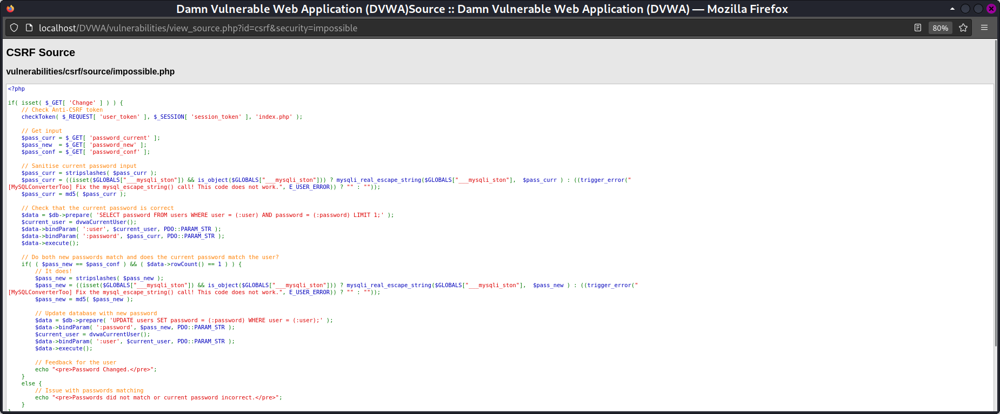 Damn Vulnerable Web Application (DVWA)Source :: Damn Vulnerable Web Application (DVWA) — Mozilla Firefox
localhost/DVWA/vulnerabilities/view_source.php?id=csrf&security=impossible
80%
CSRF Source
vulnerabilities/csrf/source/impossible.php
<?php
if( isset( $_GET[ 'Change' ] ) ) {
    // Check Anti-CSRF token
    checkToken( $_REQUEST[ 'user_token' ], $_SESSION[ 'session_token' ], 'index.php' );
    // Get input
    $pass_curr = $_GET[ 'password_current' ];
    $pass_new  = $_GET[ 'password_new' ];
    $pass_conf = $_GET[ 'password_conf' ];
    // Sanitise current password input
    $pass_curr = stripslashes( $pass_curr );
    $pass_curr = ((isset($GLOBALS["___mysqli_ston"]) && is_object($GLOBALS["___mysqli_ston"])) ? mysqli_real_escape_string($GLOBALS["___mysqli_ston"],  $pass_curr ) : ((trigger_error("
[MySQLConverterToo] Fix the mysql_escape_string() call! This code does not work.", E_USER_ERROR)) ? "" : ""));
    $pass_curr = md5( $pass_curr );
    // Check that the current password is correct
    $data = $db->prepare( 'SELECT password FROM users WHERE user = (:user) AND password = (:password) LIMIT 1;' );
    $current_user = dvwaCurrentUser();
    $data->bindParam( ':user', $current_user, PDO::PARAM_STR );
    $data->bindParam( ':password', $pass_curr, PDO::PARAM_STR );
    $data->execute();
    // Do both new passwords match and does the current password match the user?
    if( ( $pass_new == $pass_conf ) && ( $data->rowCount() == 1 ) ) {
        // It does!
        $pass_new = stripslashes( $pass_new );
        $pass_new = ((isset($GLOBALS["___mysqli_ston"]) && is_object($GLOBALS["___mysqli_ston"])) ? mysqli_real_escape_string($GLOBALS["___mysqli_ston"],  $pass_new ) : ((trigger_error("
[MySQLConverterToo] Fix the mysql_escape_string() call! This code does not work.", E_USER_ERROR)) ? "" : ""));
        $pass_new = md5( $pass_new );
        // Update database with new password
        $data = $db->prepare( 'UPDATE users SET password = (:password) WHERE user = (:user);' );
        $data->bindParam( ':password', $pass_new, PDO::PARAM_STR );
        $current_user = dvwaCurrentUser();
        $data->bindParam( ':user', $current_user, PDO::PARAM_STR );
        $data->execute();
        // Feedback for the user
        echo "<pre>Password Changed.</pre>";
    }
    else {
        // Issue with passwords matching
        echo "<pre>Passwords did not match or current password incorrect.</pre>";
    }
}